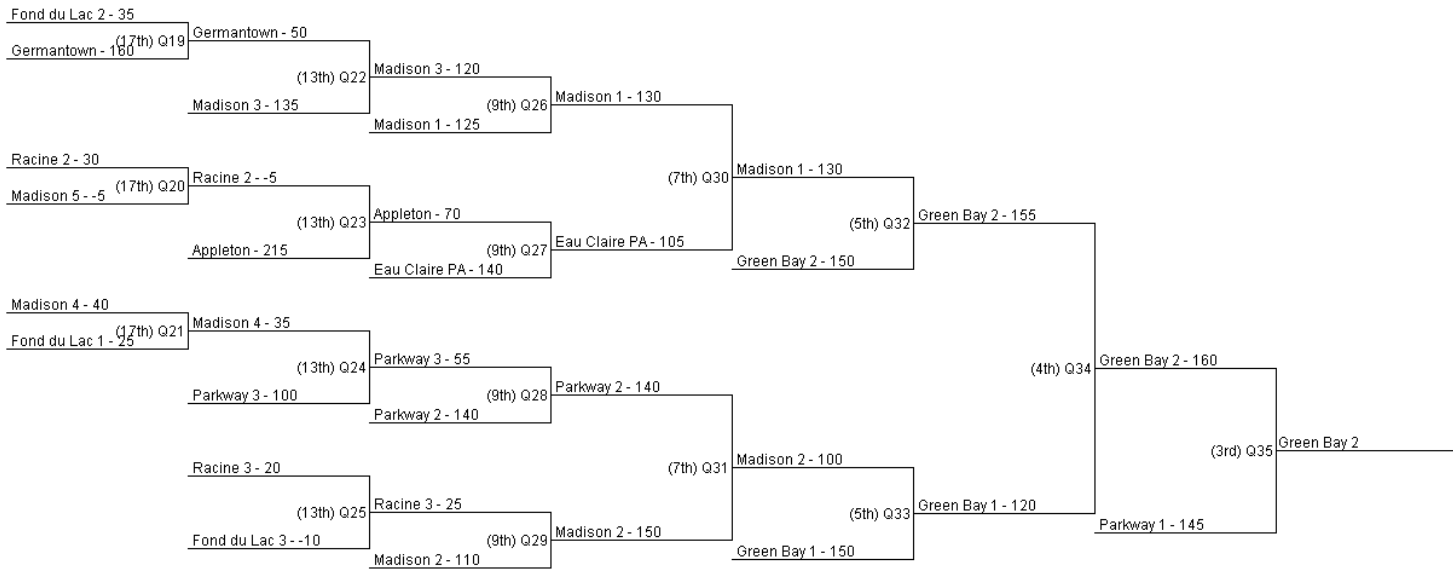 Fond du Lac 2 - 35
(17th) Q19
Germantown - 160
Germantown - 50
(13th) Q22
Madison 3 - 135
Madison 3 - 120
(9th) Q26
Madison 1 - 125
Madison 1 - 130
Racine 2 - 30
(17th) Q20
Madison 5 - -5
Racine 2 - -5
(13th) Q23
Appleton - 215
Appleton - 70
(9th) Q27
Eau Claire PA - 140
Eau Claire PA - 105
(7th) Q30
Madison 1 - 130
(5th) Q32
Green Bay 2 - 150
Green Bay 2 - 155
Madison 4 - 40
(17th) Q21
Fond du Lac 1 - 25
Madison 4 - 35
(13th) Q24
Parkway 3 - 100
Parkway 3 - 55
(9th) Q28
Parkway 2 - 140
Parkway 2 - 140
Racine 3 - 20
(13th) Q25
Fond du Lac 3 - -10
Racine 3 - 25
(9th) Q29
Madison 2 - 110
Madison 2 - 150
(7th) Q31
Madison 2 - 100
(5th) Q33
Green Bay 1 - 150
Green Bay 1 - 120
(4th) Q34
Green Bay 2 - 160
(3rd) Q35
Parkway 1 - 145
Green Bay 2